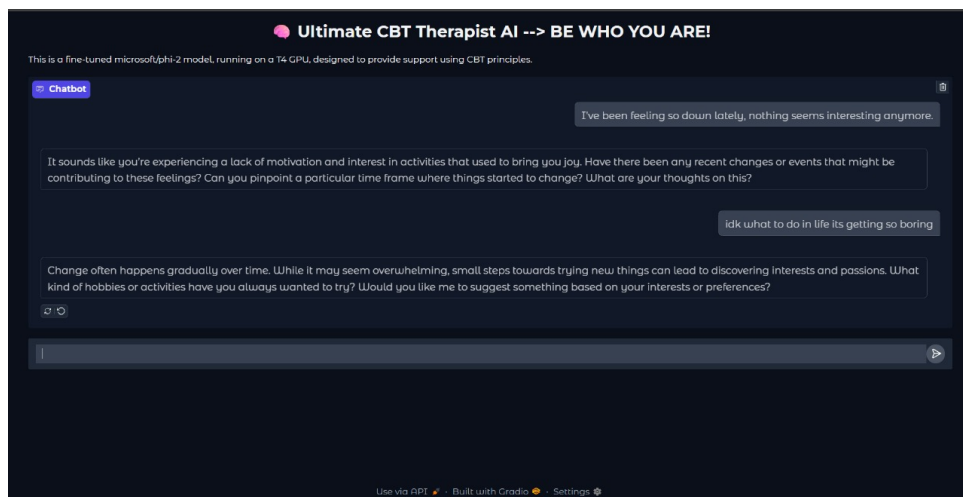 🧠 Ultimate CBT Therapist AI --> BE WHO YOU ARE!
This is a fine-tuned microsoft/phi-2 model, running on a T4 GPU, designed to provide support using CBT principles.
Chatbot
I've been feeling so down lately, nothing seems interesting anymore.
It sounds like you're experiencing a lack of motivation and interest in activities that used to bring you joy. Have there been any recent changes or events that might be
contributing to these feelings? Can you pinpoint a particular time frame where things started to change? What are your thoughts on this?
idk what to do in life its getting so boring
Change often happens gradually over time. While it may seem overwhelming, small steps towards trying new things can lead to discovering interests and passions. What
kind of hobbies or activities have you always wanted to try? Would you like me to suggest something based on your interests or preferences?
Use via API 🚀 · Built with Gradio 🧡 · Settings ⚙️